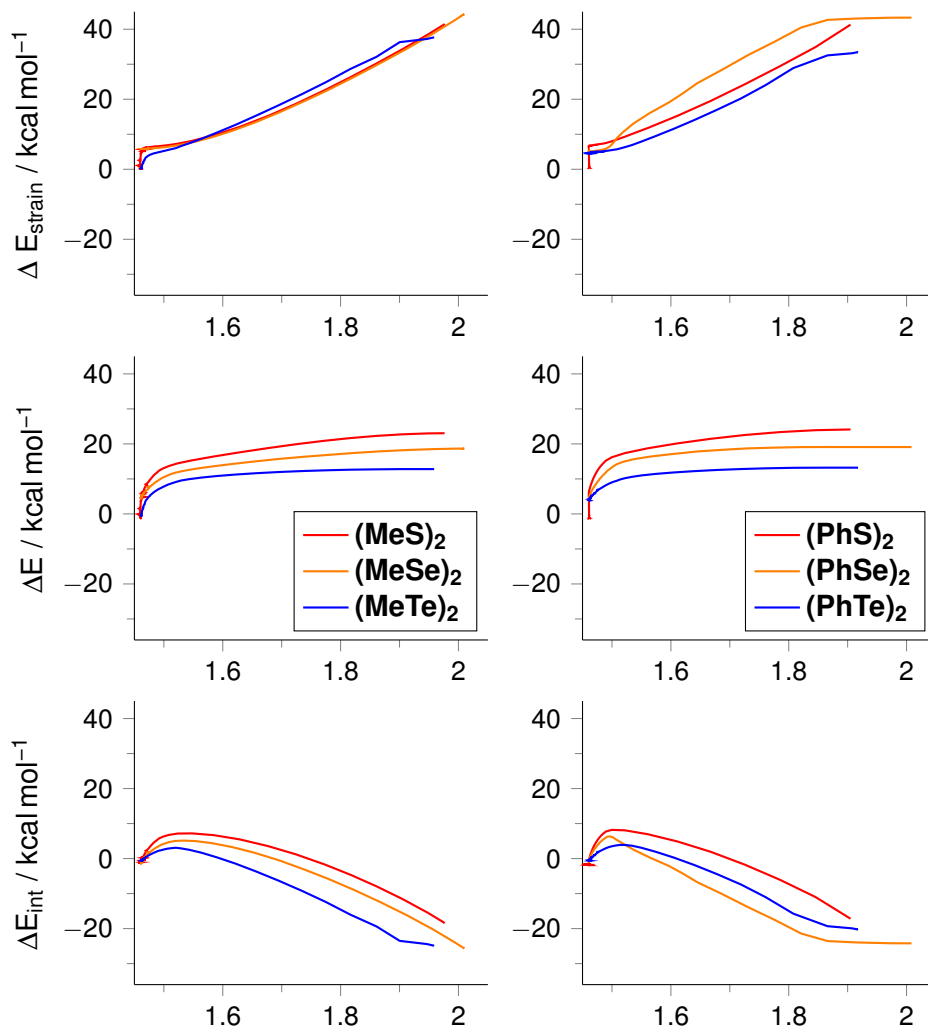 40
20
0
−20
1.6 1.8 2
Δ E_strain / kcal mol⁻¹
40
20
0
−20
1.6 1.8 2
40
20
0
−20
1.6 1.8 2
ΔE / kcal mol⁻¹
(MeS)₂
(MeSe)₂
(MeTe)₂
40
20
0
−20
1.6 1.8 2
(PhS)₂
(PhSe)₂
(PhTe)₂
40
20
0
−20
1.6 1.8 2
ΔE_int / kcal mol⁻¹
40
20
0
−20
1.6 1.8 2